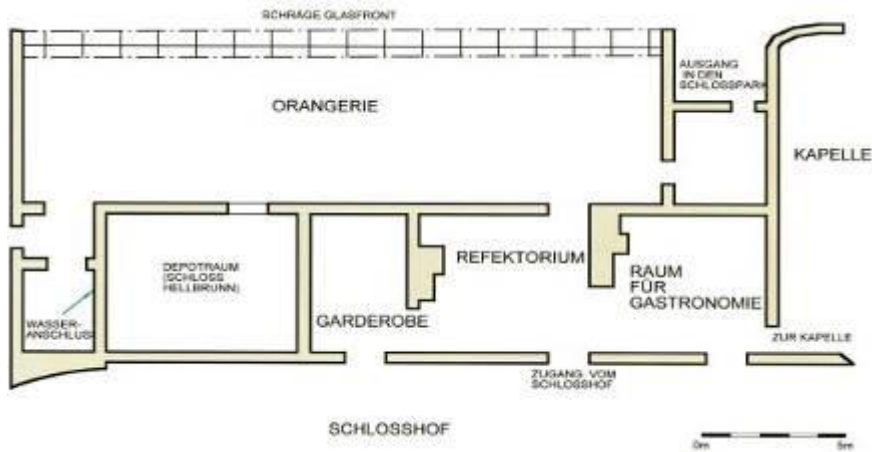 SCHRÄGE GLASFRONT
AUSGANG
IN DEN
SCHLOSSPARK
ORANGERIE
KAPELLE
DEPOTRAUM
(SCHLOSS
HELLBRUNN)
REFEKTORIUM
RAUM
FÜR
GASTRONOMIE
WASSER-
ANSCHLUSS
GARDEROBE
ZUR KAPELLE
ZUGANG VOM
SCHLOSSHOF
SCHLOSSHOF
0m
5m